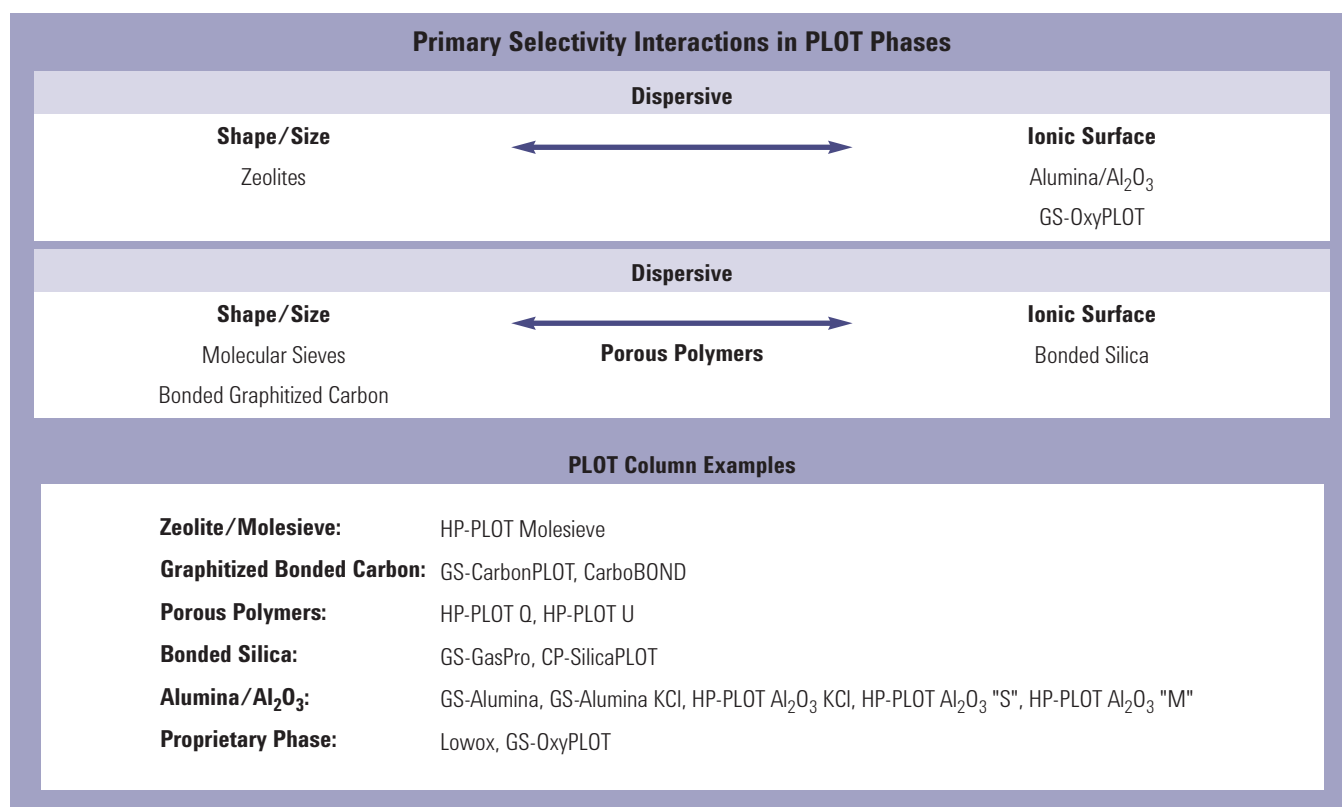 Primary Selectivity Interactions in PLOT Phases
Dispersive
Shape/Size Ionic Surface
Zeolites Alumina/Al₂O₃
GS-OxyPLOT
Dispersive
Shape/Size Ionic Surface
Molecular Sieves Porous Polymers Bonded Silica
Bonded Graphitized Carbon
PLOT Column Examples
Zeolite/Molesieve: HP-PLOT Molesieve
Graphitized Bonded Carbon: GS-CarbonPLOT, CarboBOND
Porous Polymers: HP-PLOT Q, HP-PLOT U
Bonded Silica: GS-GasPro, CP-SilicaPLOT
Alumina/Al₂O₃: GS-Alumina, GS-Alumina KCl, HP-PLOT Al₂O₃ KCl, HP-PLOT Al₂O₃ "S", HP-PLOT Al₂O₃ "M"
Proprietary Phase: Lowox, GS-OxyPLOT